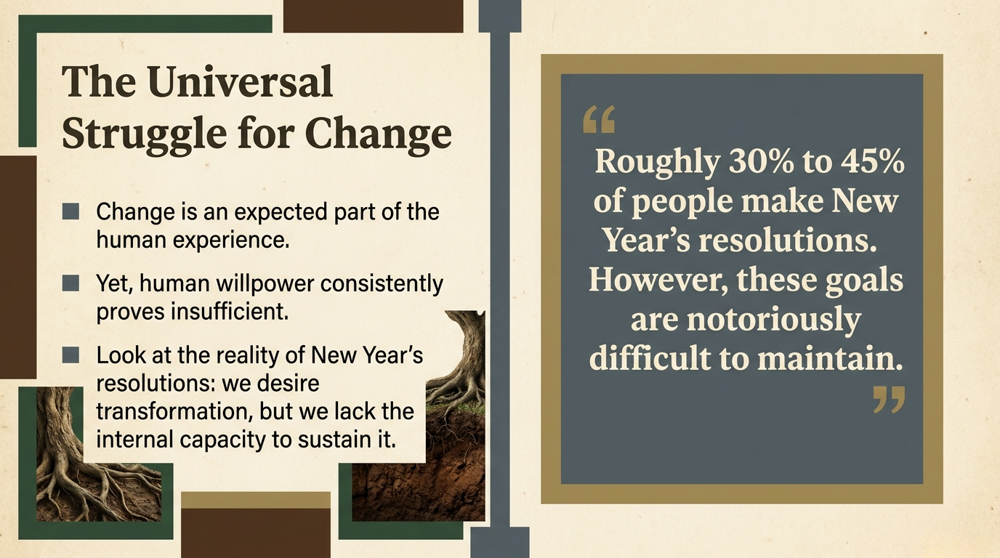 The Universal
Struggle for Change
Change is an expected part of the
human experience.
Yet, human willpower consistently
proves insufficient.
Look at the reality of New Year’s
resolutions: we desire
transformation, but we lack the
internal capacity to sustain it.
“
Roughly 30% to 45%
of people make New
Year’s resolutions.
However, these goals
are notoriously
difficult to maintain.
”